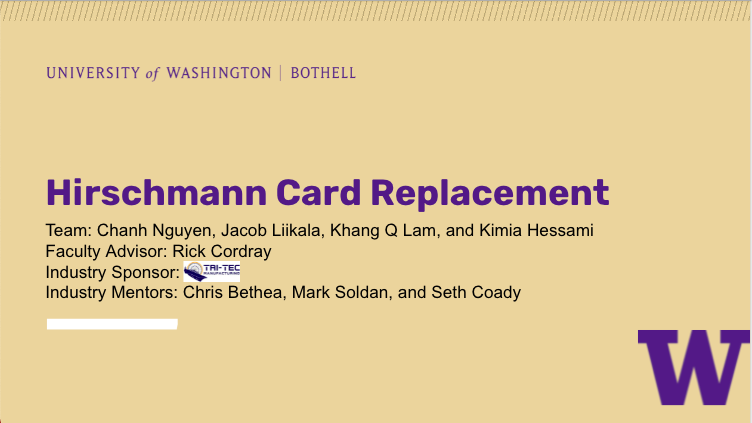 UNIVERSITY of WASHINGTON | BOTHELL
Hirschmann Card Replacement
Team: Chanh Nguyen, Jacob Liikala, Khang Q Lam, and Kimia Hessami
Faculty Advisor: Rick Cordray
Industry Sponsor: TRI-TEC MANUFACTURING
Industry Mentors: Chris Bethea, Mark Soldan, and Seth Coady
W